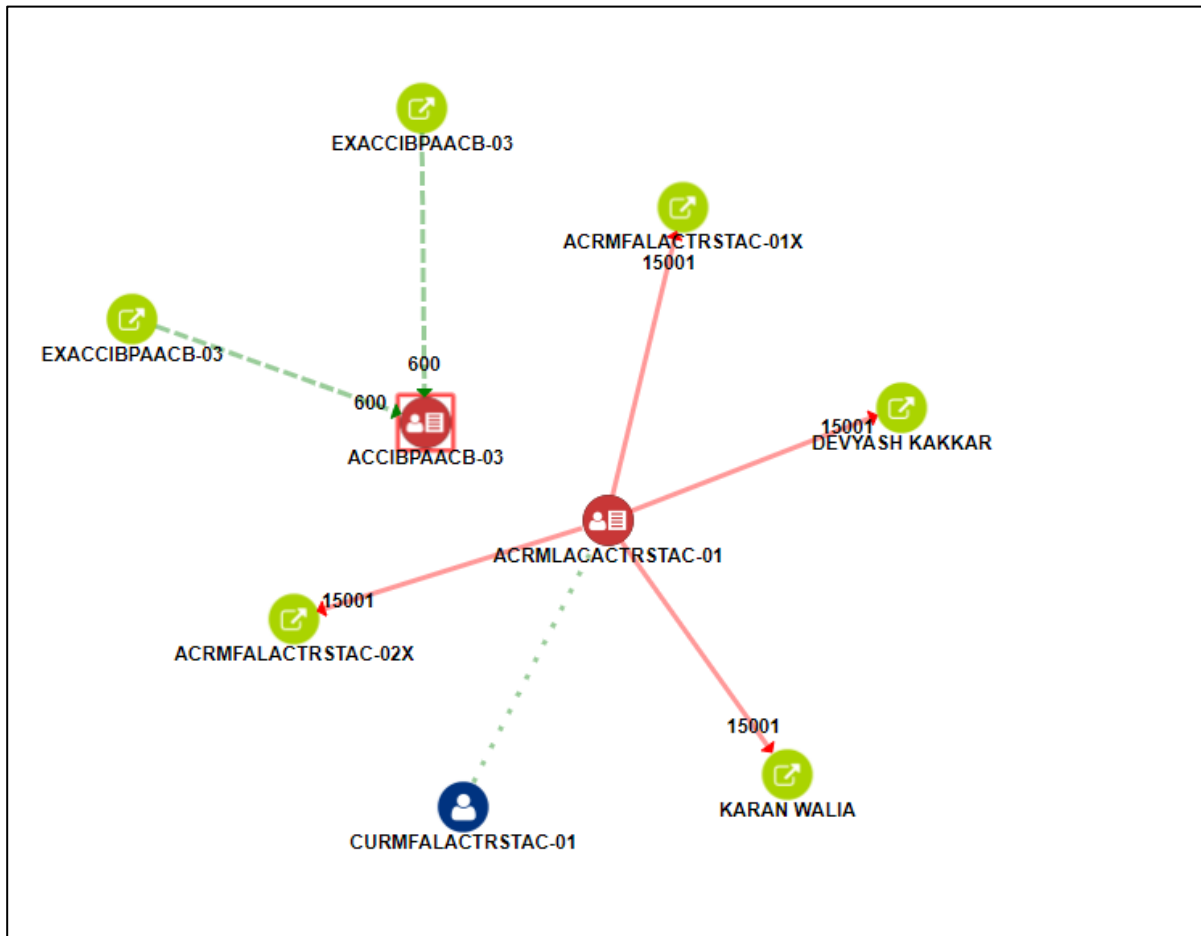 EXACCIBPAACB-03
ACRMFALACTRSTAC-01X
15001
EXACCIBPAACB-03
600
600
15001
DEVYASH KAKKAR
ACCIBPAACB-03
ACRMLACACTRSTAC-01
15001
ACRMFALACTRSTAC-02X
15001
KARAN WALIA
CURMFALACTRSTAC-01